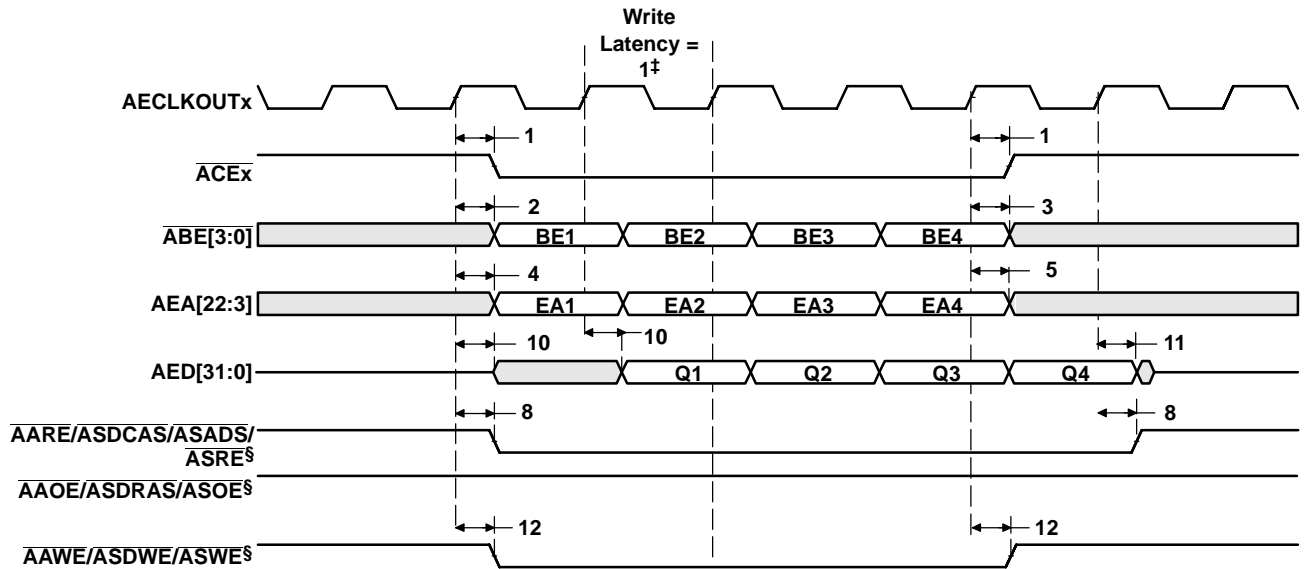 Write
Latency =
1‡
AECLKOUTx
1 1
ACEx
2 3
ABE[3:0] BE1 BE2 BE3 BE4
4 5
AEA[22:3] EA1 EA2 EA3 EA4
10 10 11
AED[31:0] Q1 Q2 Q3 Q4
8 8
AARE/ASDCAS/ASADS/
ASRE§
AAOE/ASDRAS/ASOE§
12 12
AAWE/ASDWE/ASWE§